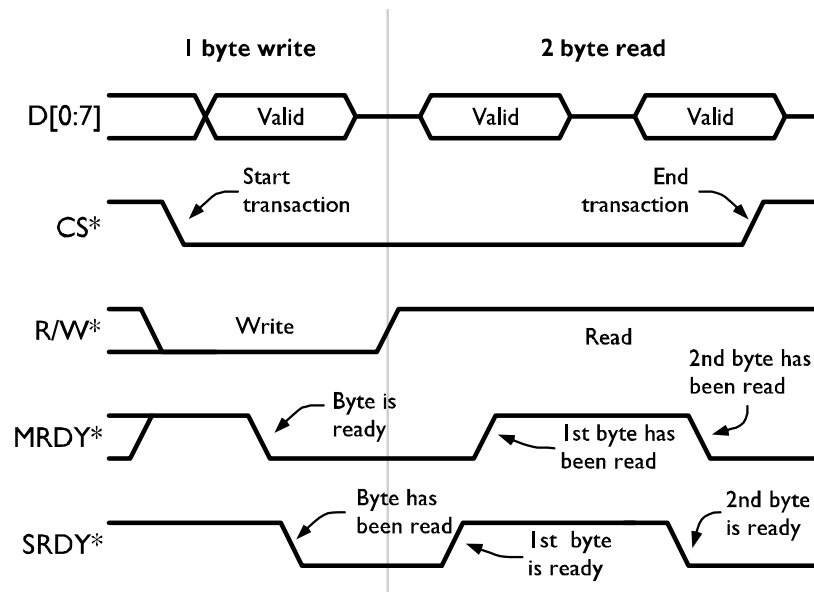 1 byte write
2 byte read
D[0:7]
Valid
Valid
Valid
Start
transaction
End
transaction
CS*
R/W*
Write
Read
2nd byte has
been read
MRDY*
Byte is
ready
1st byte has
been read
SRDY*
Byte has
been read
1st byte
is ready
2nd byte
is ready